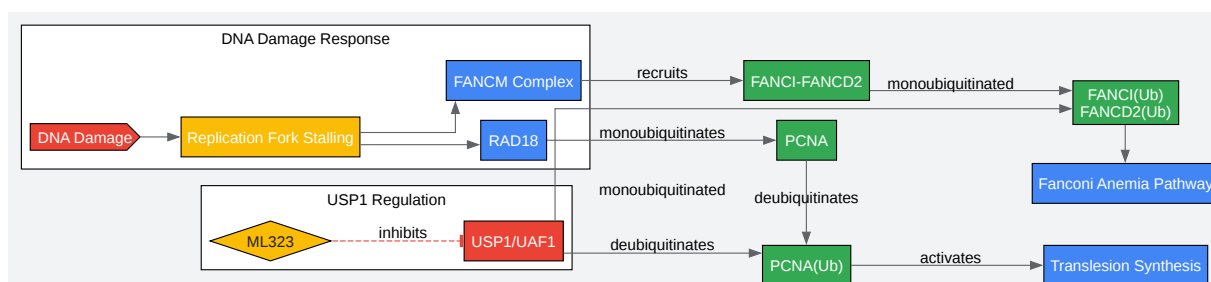 DNA Damage Response
FANCM Complex
recruits
FANCI-FANCD2
monoubiquitinated
FANCI(Ub)
FANCD2(Ub)
DNA Damage
Replication Fork Stalling
RAD18
monoubiquitinates
PCNA
Fanconi Anemia Pathway
USP1 Regulation
monoubiquitinated
deubiquitinates
ML323
inhibits
USP1/UAF1
deubiquitinates
PCNA(Ub)
activates
Translesion Synthesis